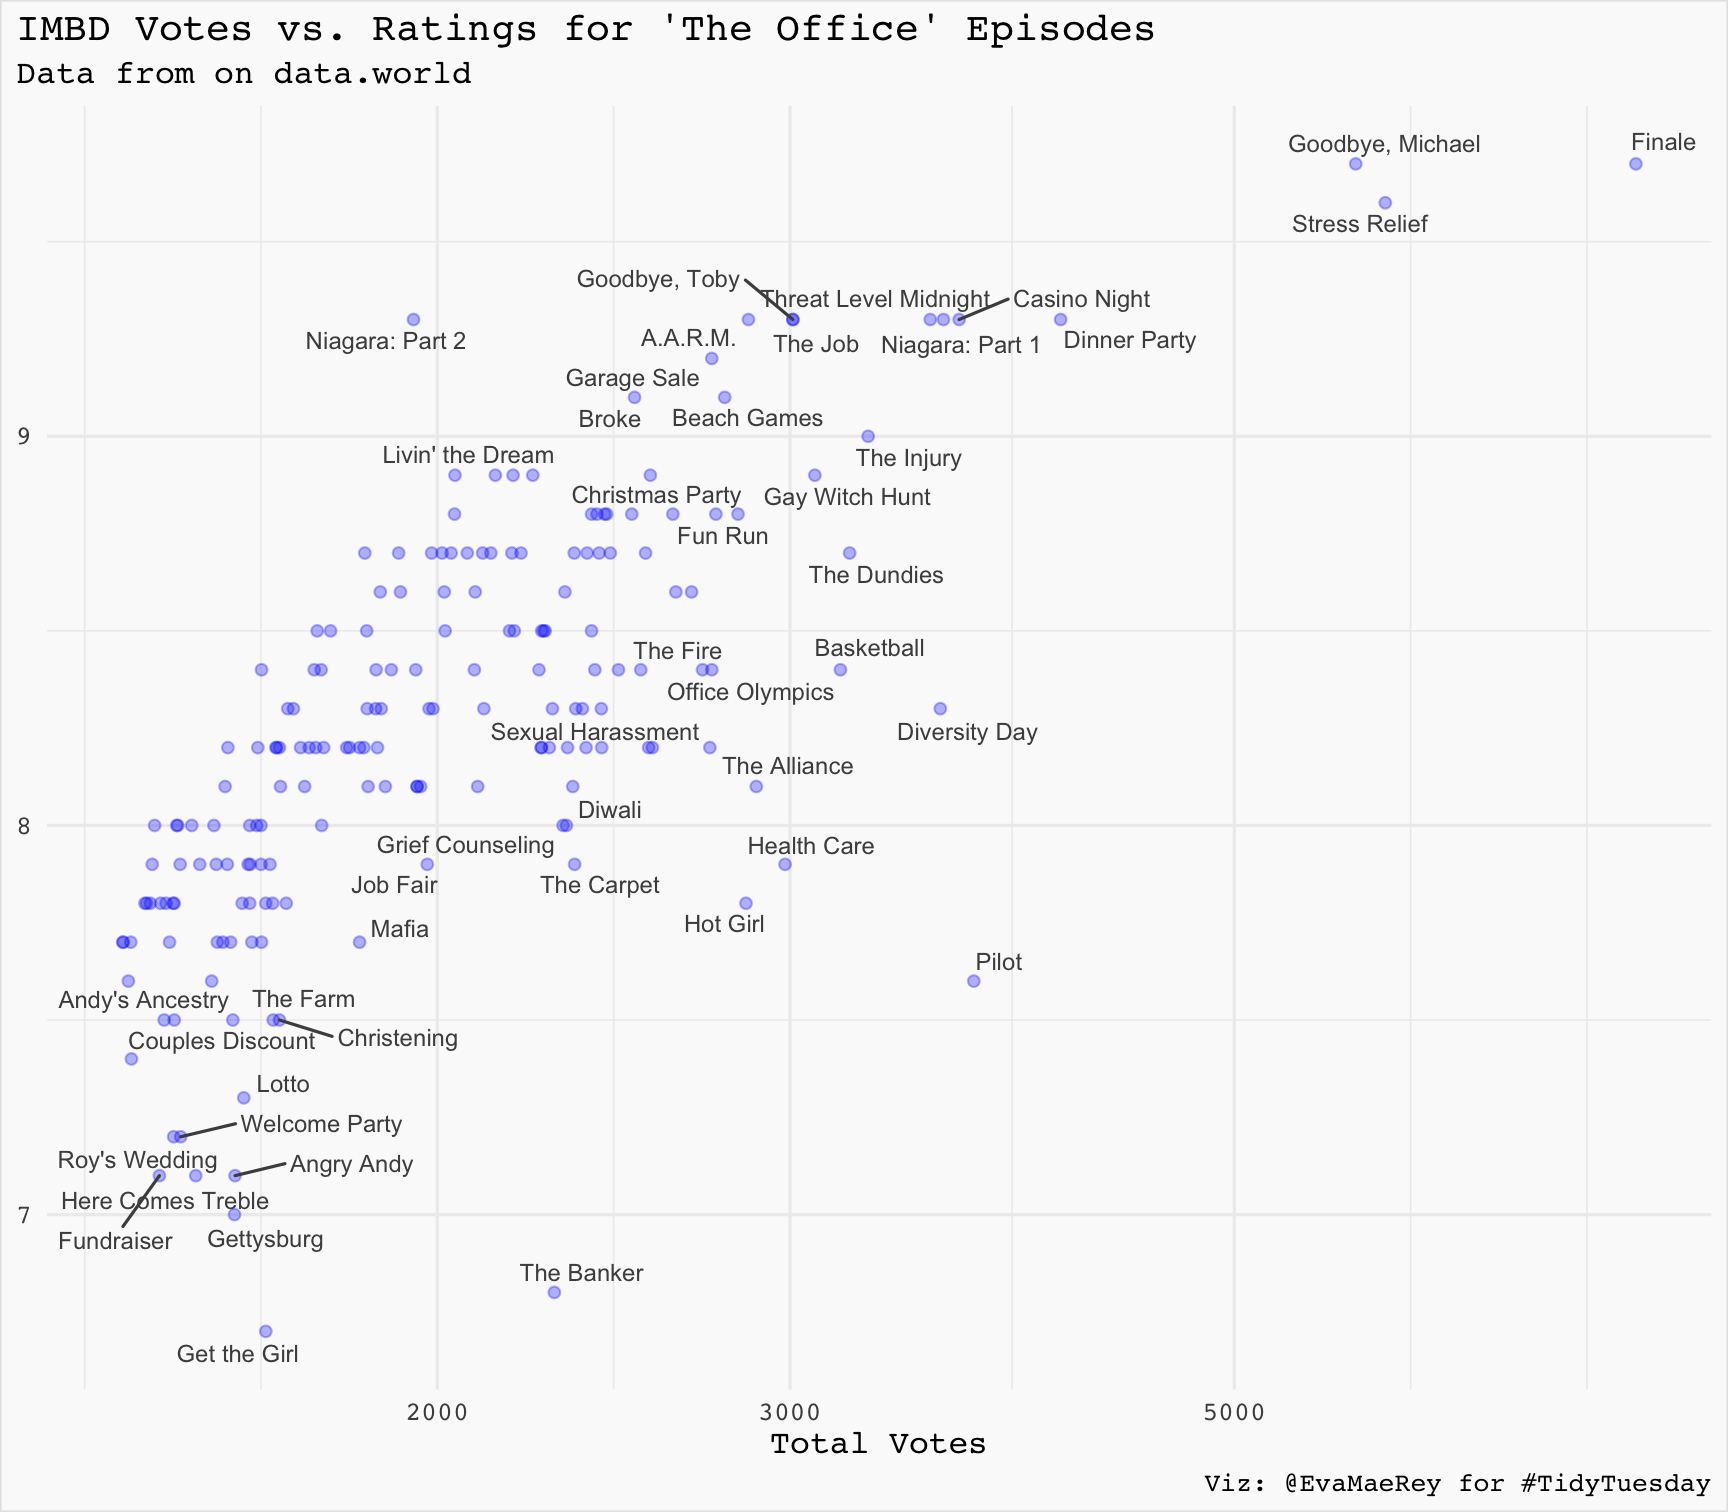 IMBD Votes vs. Ratings for 'The Office' Episodes
Data from on data.world
Goodbye, Michael
Finale
Stress Relief
Goodbye, Toby
Threat Level Midnight
Casino Night
Niagara: Part 2
A.A.R.M.
The Job
Niagara: Part 1
Dinner Party
Garage Sale
Broke
Beach Games
9
Livin' the Dream
The Injury
Christmas Party
Gay Witch Hunt
Fun Run
The Dundies
The Fire
Basketball
Office Olympics
Sexual Harassment
Diversity Day
The Alliance
Diwali
8
Grief Counseling
Health Care
Job Fair
The Carpet
Hot Girl
Mafia
Pilot
Andy's Ancestry
The Farm
Couples Discount
Christening
Lotto
Welcome Party
Roy's Wedding
Angry Andy
Here Comes Treble
7
Fundraiser
Gettysburg
The Banker
Get the Girl
2000
3000
5000
Total Votes
Viz: @EvaMaeRey for #TidyTuesday